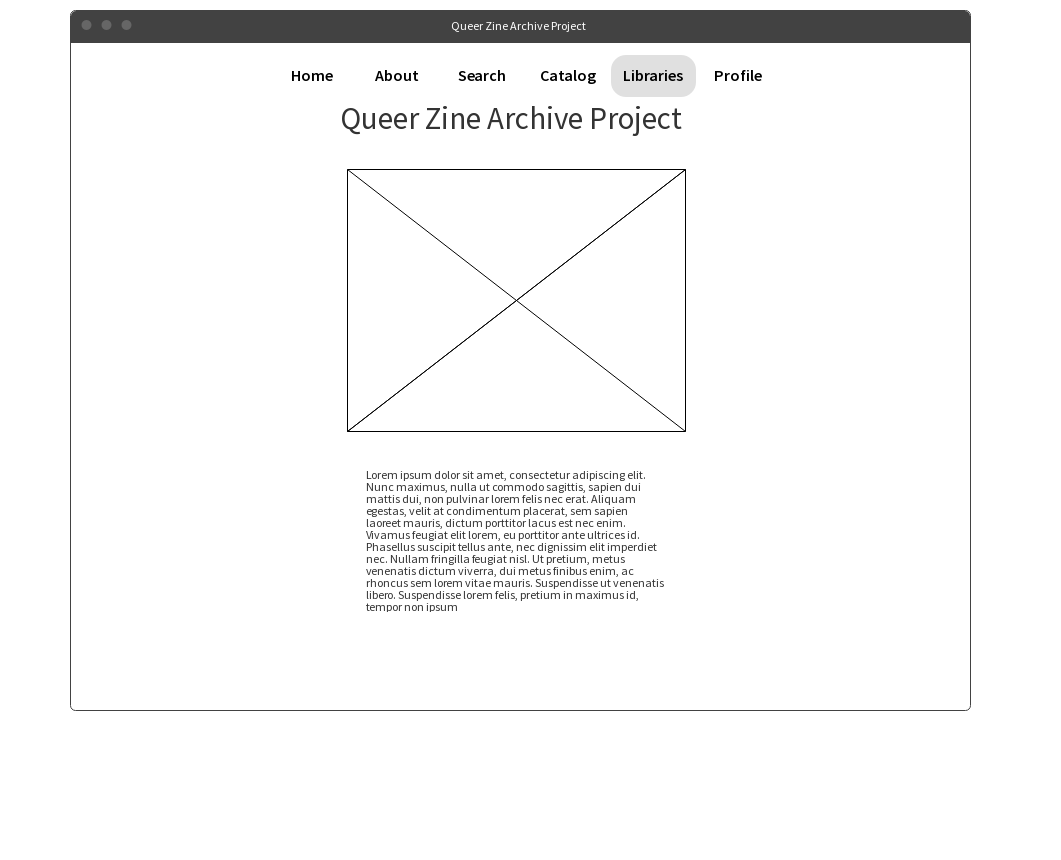 Queer Zine Archive Project
Home About Search Catalog Libraries Profile
Queer Zine Archive Project
Lorem ipsum dolor sit amet, consectetur adipiscing elit.
Nunc maximus, nulla ut commodo sagittis, sapien dui
mattis dui, non pulvinar lorem felis nec erat. Aliquam
egestas, velit at condimentum placerat, sem sapien
laoreet mauris, dictum porttitor lacus est nec enim.
Vivamus feugiat elit lorem, eu porttitor ante ultrices id.
Phasellus suscipit tellus ante, nec dignissim elit imperdiet
nec. Nullam fringilla feugiat nisl. Ut pretium, metus
venenatis dictum viverra, dui metus finibus enim, ac
rhoncus sem lorem vitae mauris. Suspendisse ut venenatis
libero. Suspendisse lorem felis, pretium in maximus id,
tempor non ipsum